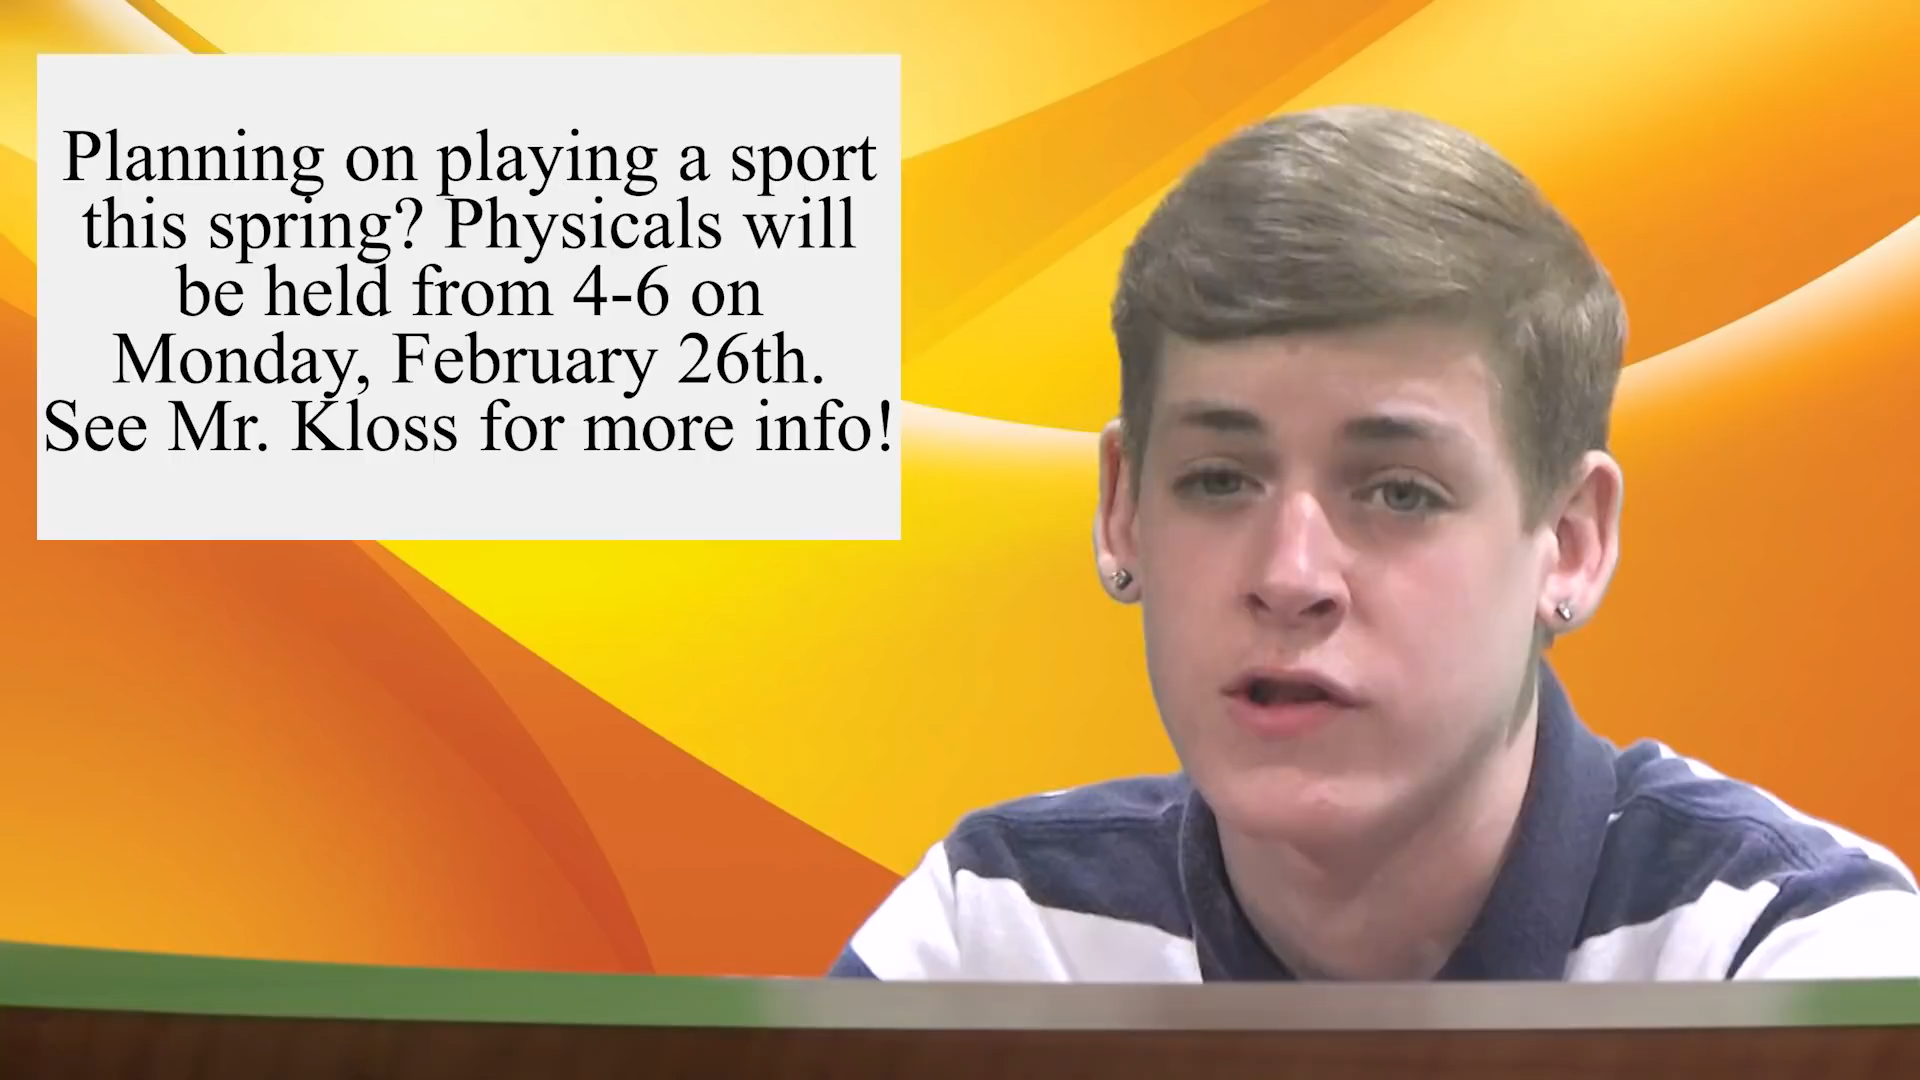 Planning on playing a sport
this spring? Physicals will
be held from 4-6 on
Monday, February 26th.
See Mr. Kloss for more info!